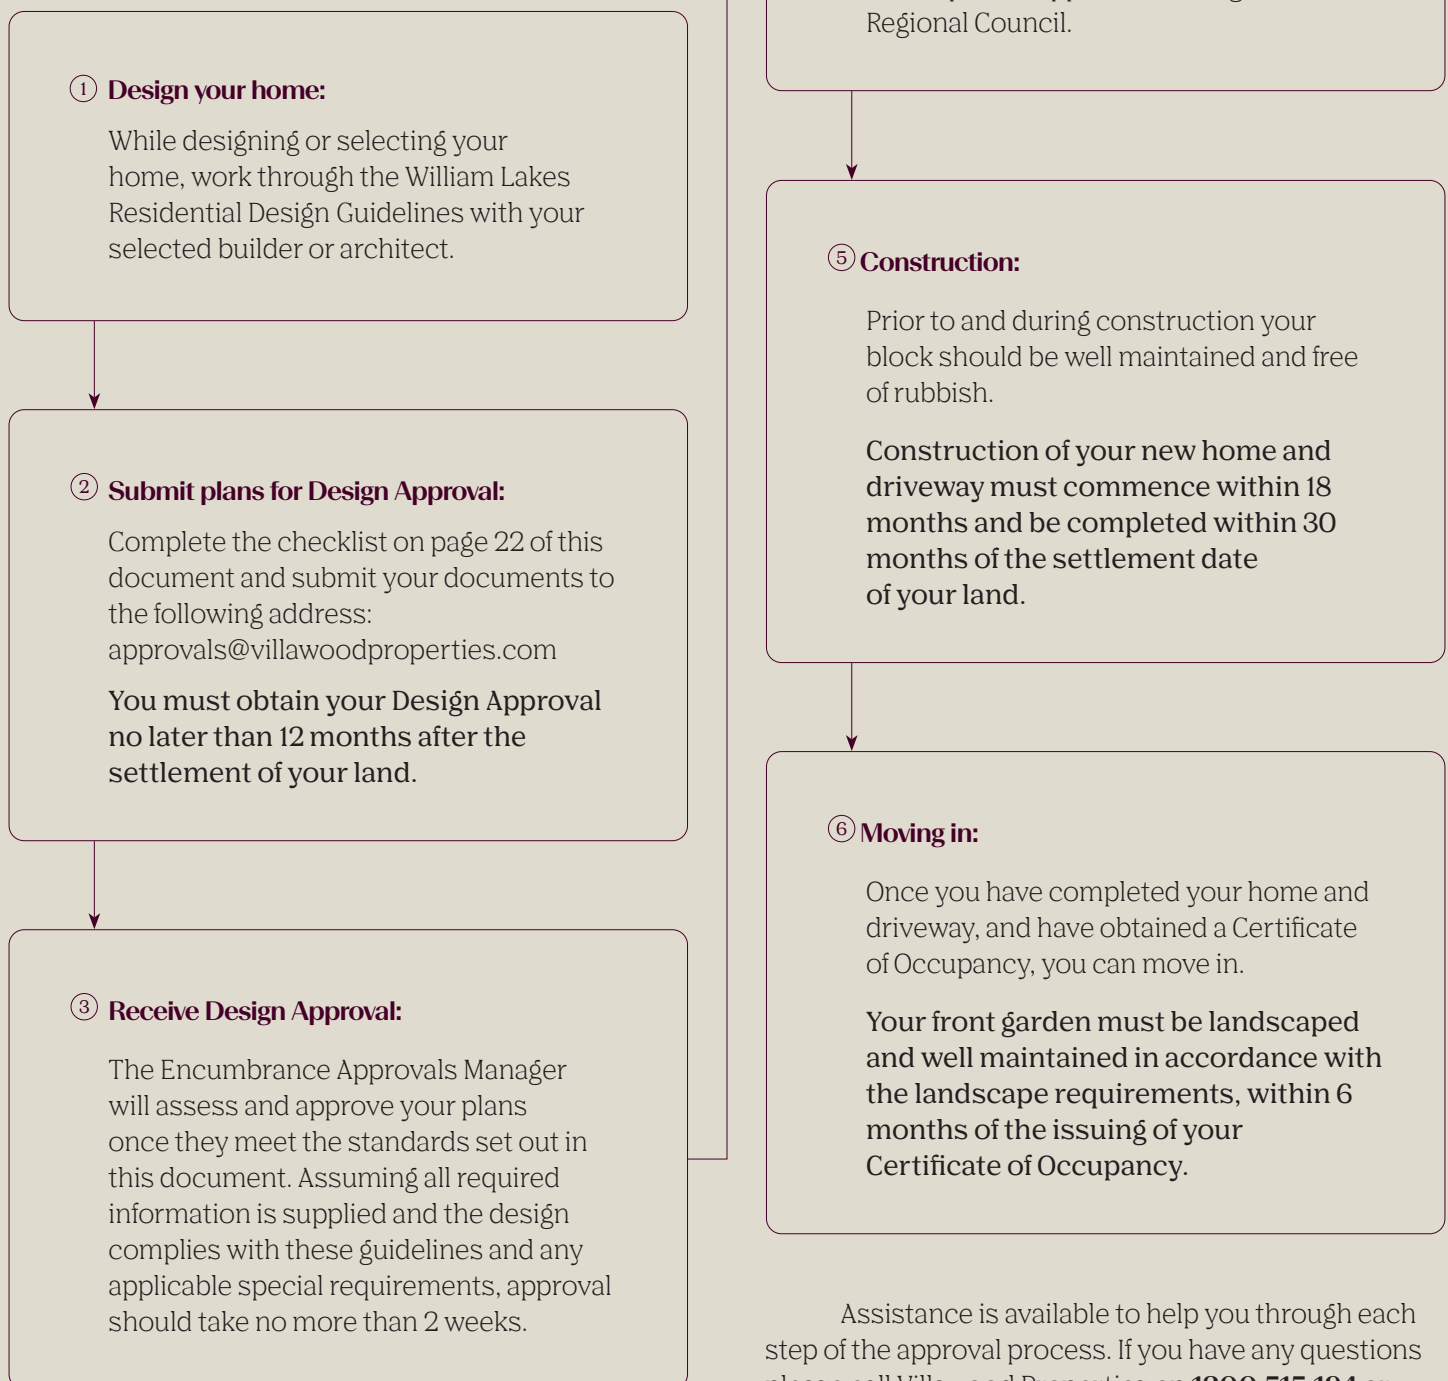 ① Design your home:
While designing or selecting your
home, work through the William Lakes
Residential Design Guidelines with your
selected builder or architect.
② Submit plans for Design Approval:
Complete the checklist on page 22 of this
document and submit your documents to
the following address:
approvals@villawoodproperties.com
You must obtain your Design Approval
no later than 12 months after the
settlement of your land.
③ Receive Design Approval:
The Encumbrance Approvals Manager
will assess and approve your plans
once they meet the standards set out in
this document. Assuming all required
information is supplied and the design
complies with these guidelines and any
applicable special requirements, approval
should take no more than 2 weeks.
Regional Council.
⑤ Construction:
Prior to and during construction your
block should be well maintained and free
of rubbish.
Construction of your new home and
driveway must commence within 18
months and be completed within 30
months of the settlement date
of your land.
⑥ Moving in:
Once you have completed your home and
driveway, and have obtained a Certificate
of Occupancy, you can move in.
Your front garden must be landscaped
and well maintained in accordance with
the landscape requirements, within 6
months of the issuing of your
Certificate of Occupancy.
Assistance is available to help you through each
step of the approval process. If you have any questions
please call Villawood Properties on 1800 515 184 or